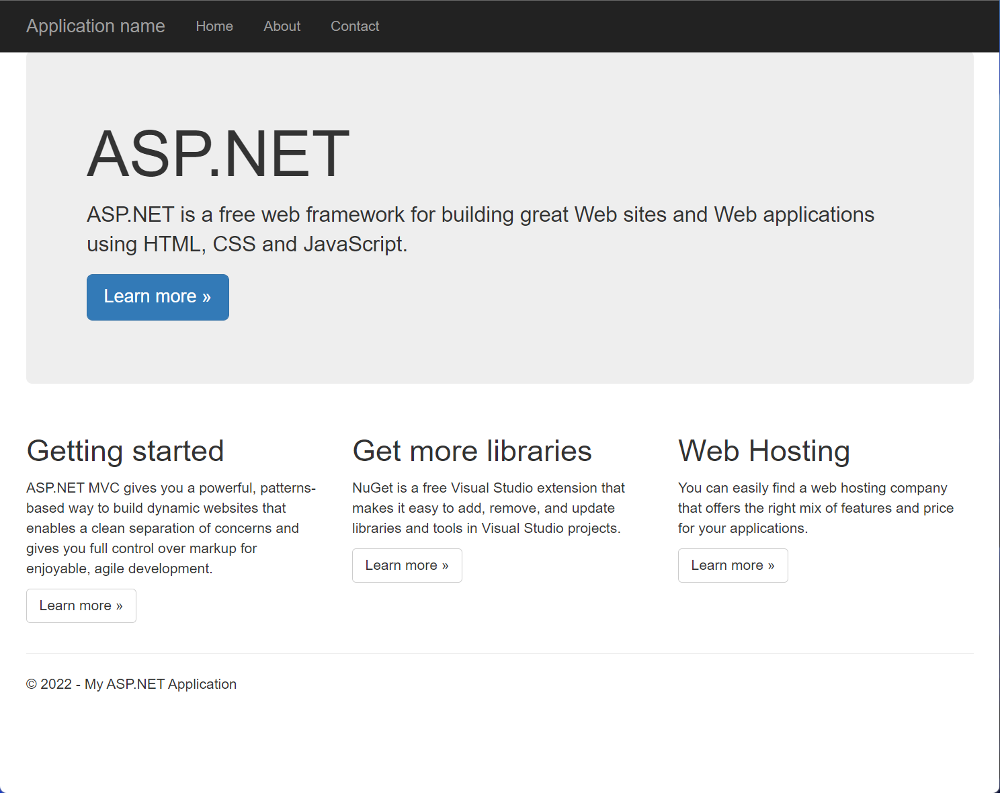 Application name Home About Contact
ASP.NET
ASP.NET is a free web framework for building great Web sites and Web applications
using HTML, CSS and JavaScript.
Learn more »
Getting started
ASP.NET MVC gives you a powerful, patterns-
based way to build dynamic websites that
enables a clean separation of concerns and
gives you full control over markup for
enjoyable, agile development.
Learn more »
Get more libraries
NuGet is a free Visual Studio extension that
makes it easy to add, remove, and update
libraries and tools in Visual Studio projects.
Learn more »
Web Hosting
You can easily find a web hosting company
that offers the right mix of features and price
for your applications.
Learn more »
© 2022 - My ASP.NET Application